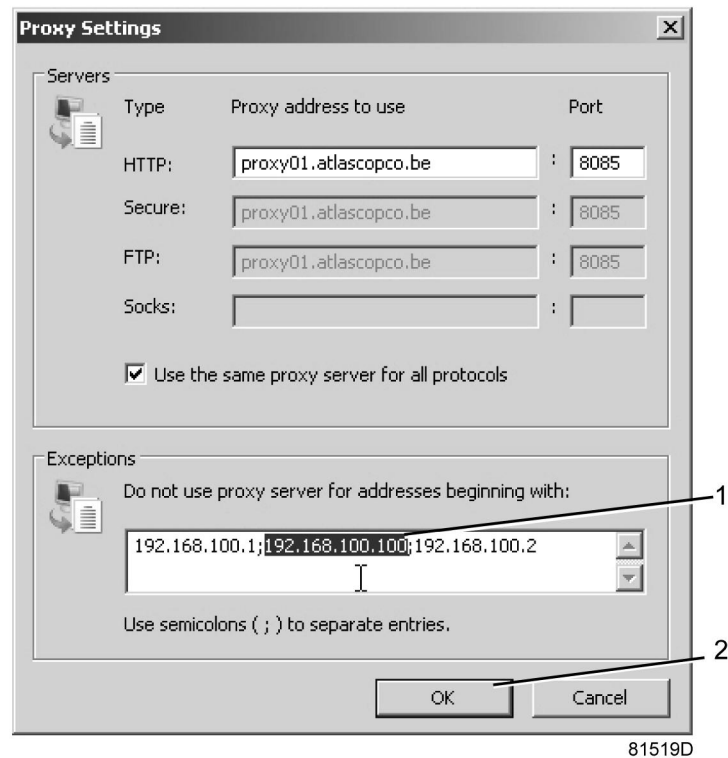 Proxy Settings
Servers
Type Proxy address to use Port
HTTP: proxy01.atlascopco.be : 8085
Secure: proxy01.atlascopco.be : 8085
FTP: proxy01.atlascopco.be : 8085
Socks: :
Use the same proxy server for all protocols
Exceptions
Do not use proxy server for addresses beginning with:
1
192.168.100.1;192.168.100.100;192.168.100.2
Use semicolons ( ; ) to separate entries.
2
OK Cancel
81519D